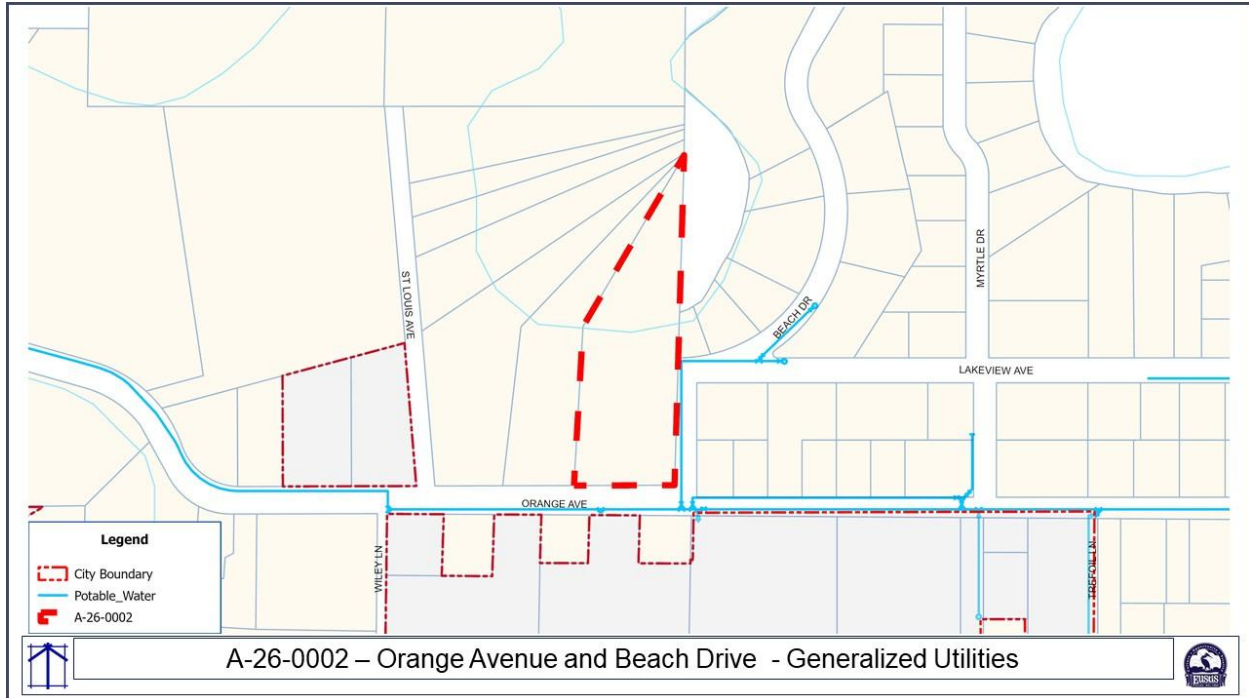 ST LOUIS AVE
MYRTLE DR
BEACH DR
LAKEVIEW AVE
ORANGE AVE
WILEY LN
TREFOIL LN
Legend
City Boundary
Potable_Water
A-26-0002
A-26-0002 – Orange Avenue and Beach Drive - Generalized Utilities
EUSTIS